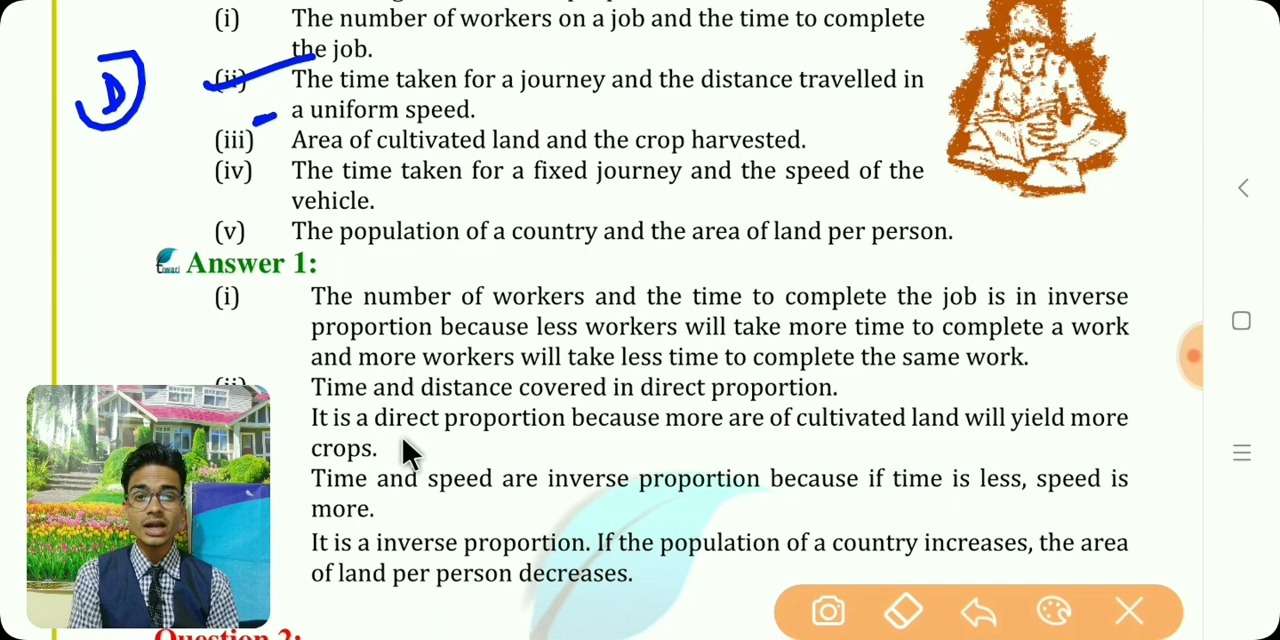 (i) The number of workers on a job and the time to complete
the job.
D (ii) The time taken for a journey and the distance travelled in
a uniform speed.
(iii) Area of cultivated land and the crop harvested.
(iv) The time taken for a fixed journey and the speed of the
vehicle.
(v) The population of a country and the area of land per person.
Answer 1:
(i) The number of workers and the time to complete the job is in inverse
proportion because less workers will take more time to complete a work
and more workers will take less time to complete the same work.
(ii) Time and distance covered in direct proportion.
It is a direct proportion because more are of cultivated land will yield more
crops.
Time and speed are inverse proportion because if time is less, speed is
more.
It is a inverse proportion. If the population of a country increases, the area
of land per person decreases.
Question 2: